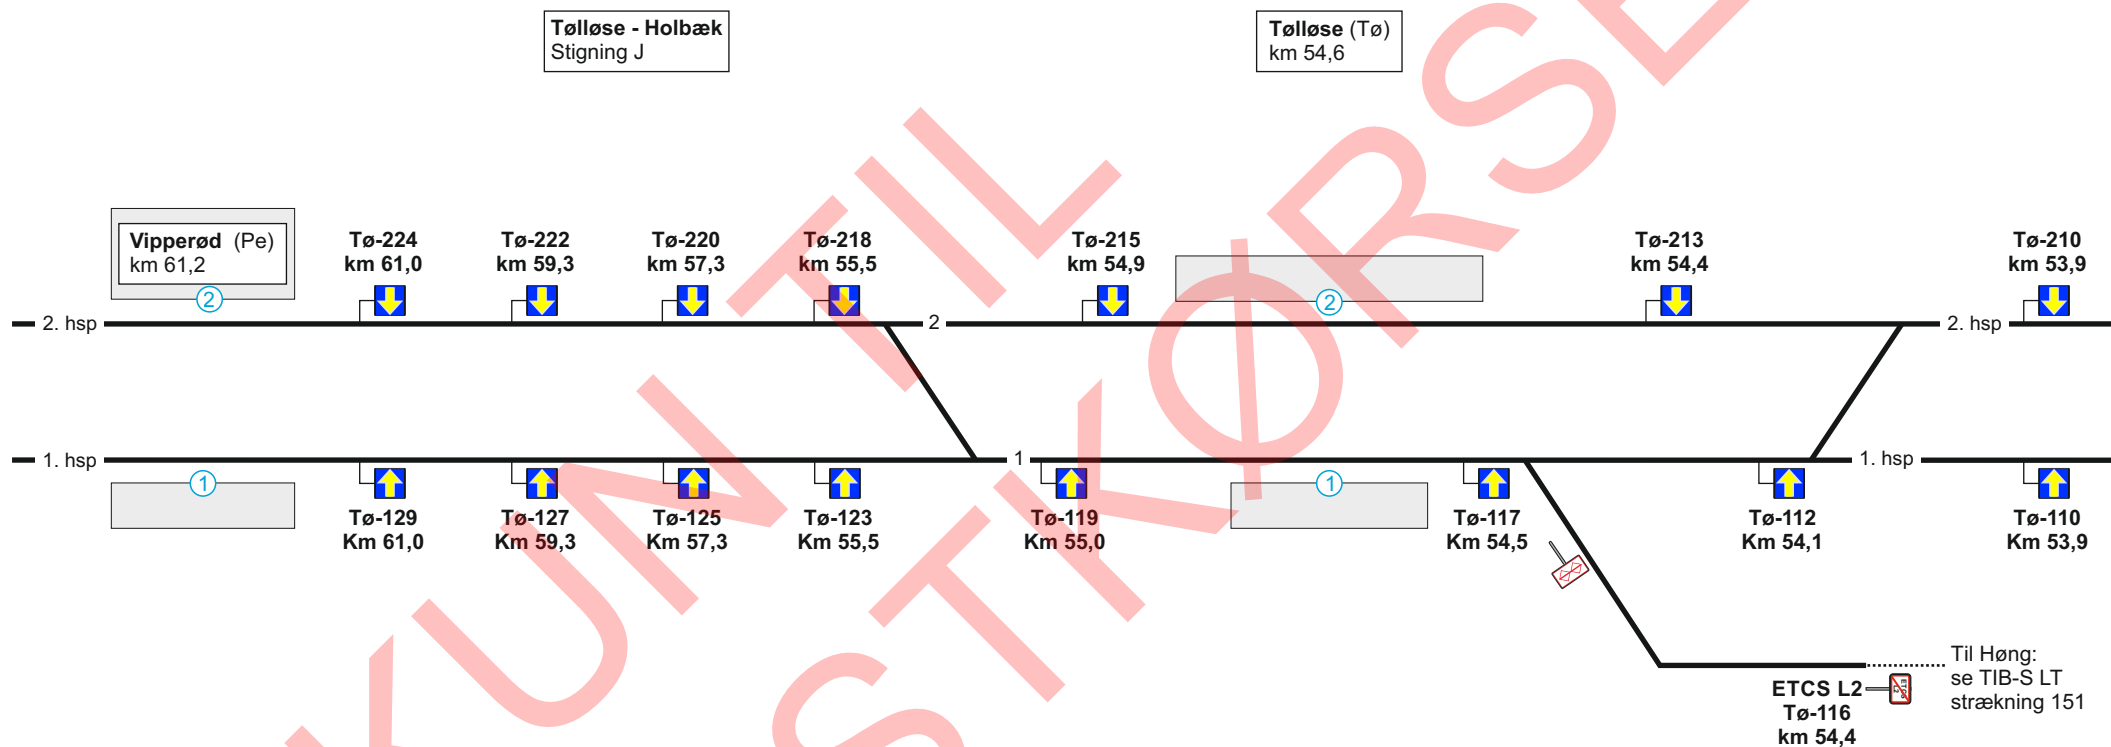 Tølløse - Holbæk
Stigning J
Tølløse (Tø)
km 54,6
Vipperød (Pe)
km 61,2
2
Tø-224
km 61,0
Tø-222
km 59,3
Tø-220
km 57,3
Tø-218
km 55,5
Tø-215
km 54,9
2
Tø-213
km 54,4
Tø-210
km 53,9
2. hsp
2
2. hsp
1. hsp
1
1. hsp
1
1
Tø-129
Km 61,0
Tø-127
Km 59,3
Tø-125
Km 57,3
Tø-123
Km 55,5
Tø-119
Km 55,0
Tø-117
Km 54,5
Tø-112
Km 54,1
Tø-110
Km 53,9
ETCS L2
Tø-116
km 54,4
ETCS
L2
Til Høng:
se TIB-S LT
strækning 151
KUN TIL
STKØRSE